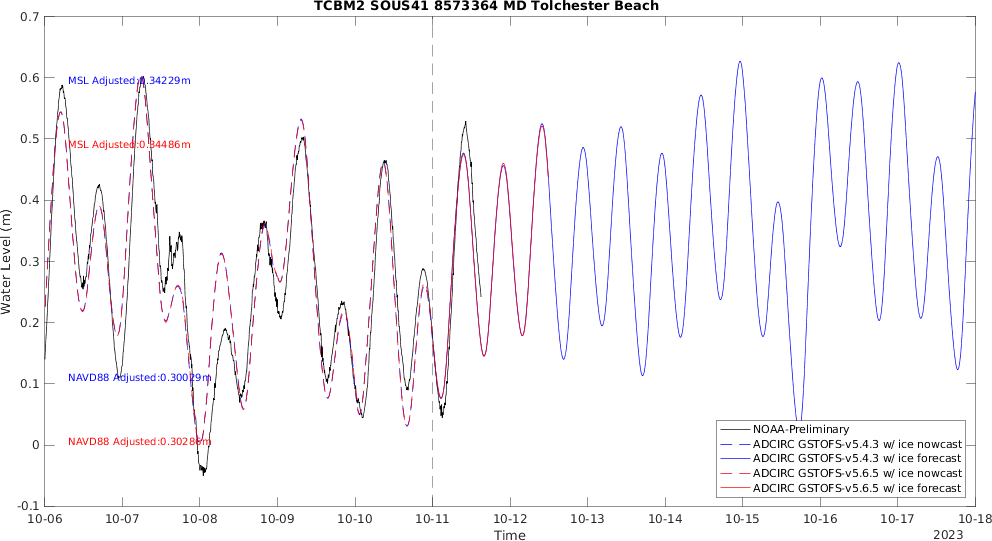 TCBM2 SOUS41 8573364 MD Tolchester Beach
Water Level (m)
0.7
0.6
0.5
0.4
0.3
0.2
0.1
0
-0.1
MSL Adjusted:0.34229m
MSL Adjusted:0.34486m
NAVD88 Adjusted:0.30029m
NAVD88 Adjusted:0.30286m
NOAA-Preliminary
ADCIRC GSTOFS-v5.4.3 w/ ice nowcast
ADCIRC GSTOFS-v5.4.3 w/ ice forecast
ADCIRC GSTOFS-v5.6.5 w/ ice nowcast
ADCIRC GSTOFS-v5.6.5 w/ ice forecast
10-06 10-07 10-08 10-09 10-10 10-11 10-12 10-13 10-14 10-15 10-16 10-17 10-18
Time
2023